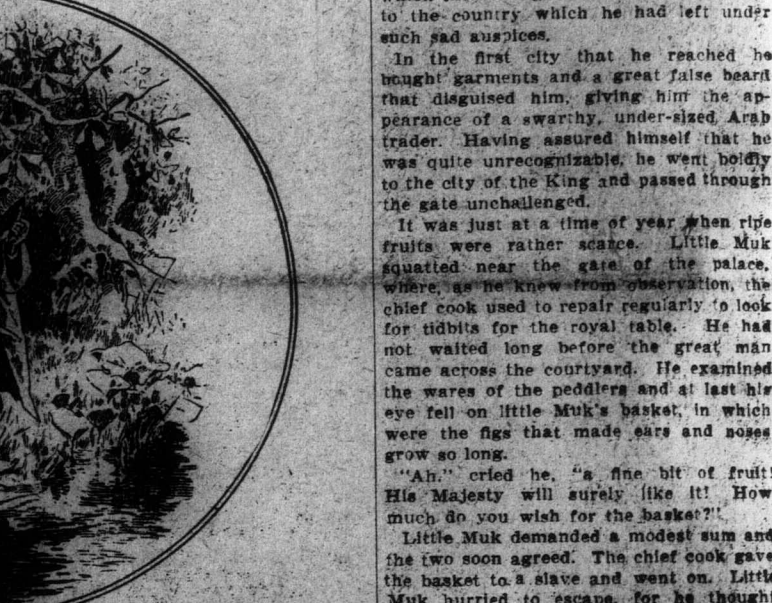 to the country which he had left under
such sad auspices.
In the first city that he reached he
bought garments and a great false beard
that disguised him, giving him the ap-
pearance of a swarthy, under-sized Arab
trader. Having assured himself that he
was quite unrecognizable, he went boldly
to the city of the King and passed through
the gate unchallenged.
It was just at a time of year when ripe
fruits were rather scarce. Little Muk
squatted near the gate of the palace,
where, as he knew from observation, the
chief cook used to repair regularly to look
for tidbits for the royal table. He had
not waited long before the great man
came across the courtyard. He examined
the wares of the peddlers and at last his
eye fell on little Muk's basket, in which
were the figs that made ears and noses
grow so long.
"Ah," cried he, "a fine bit of fruit!
His Majesty will surely like it! How
much do you wish for the basket?"
Little Muk demanded a modest sum and
the two soon agreed. The chief cook gave
the basket to a slave and went on. Little
Muk hurried to escape, for he thought